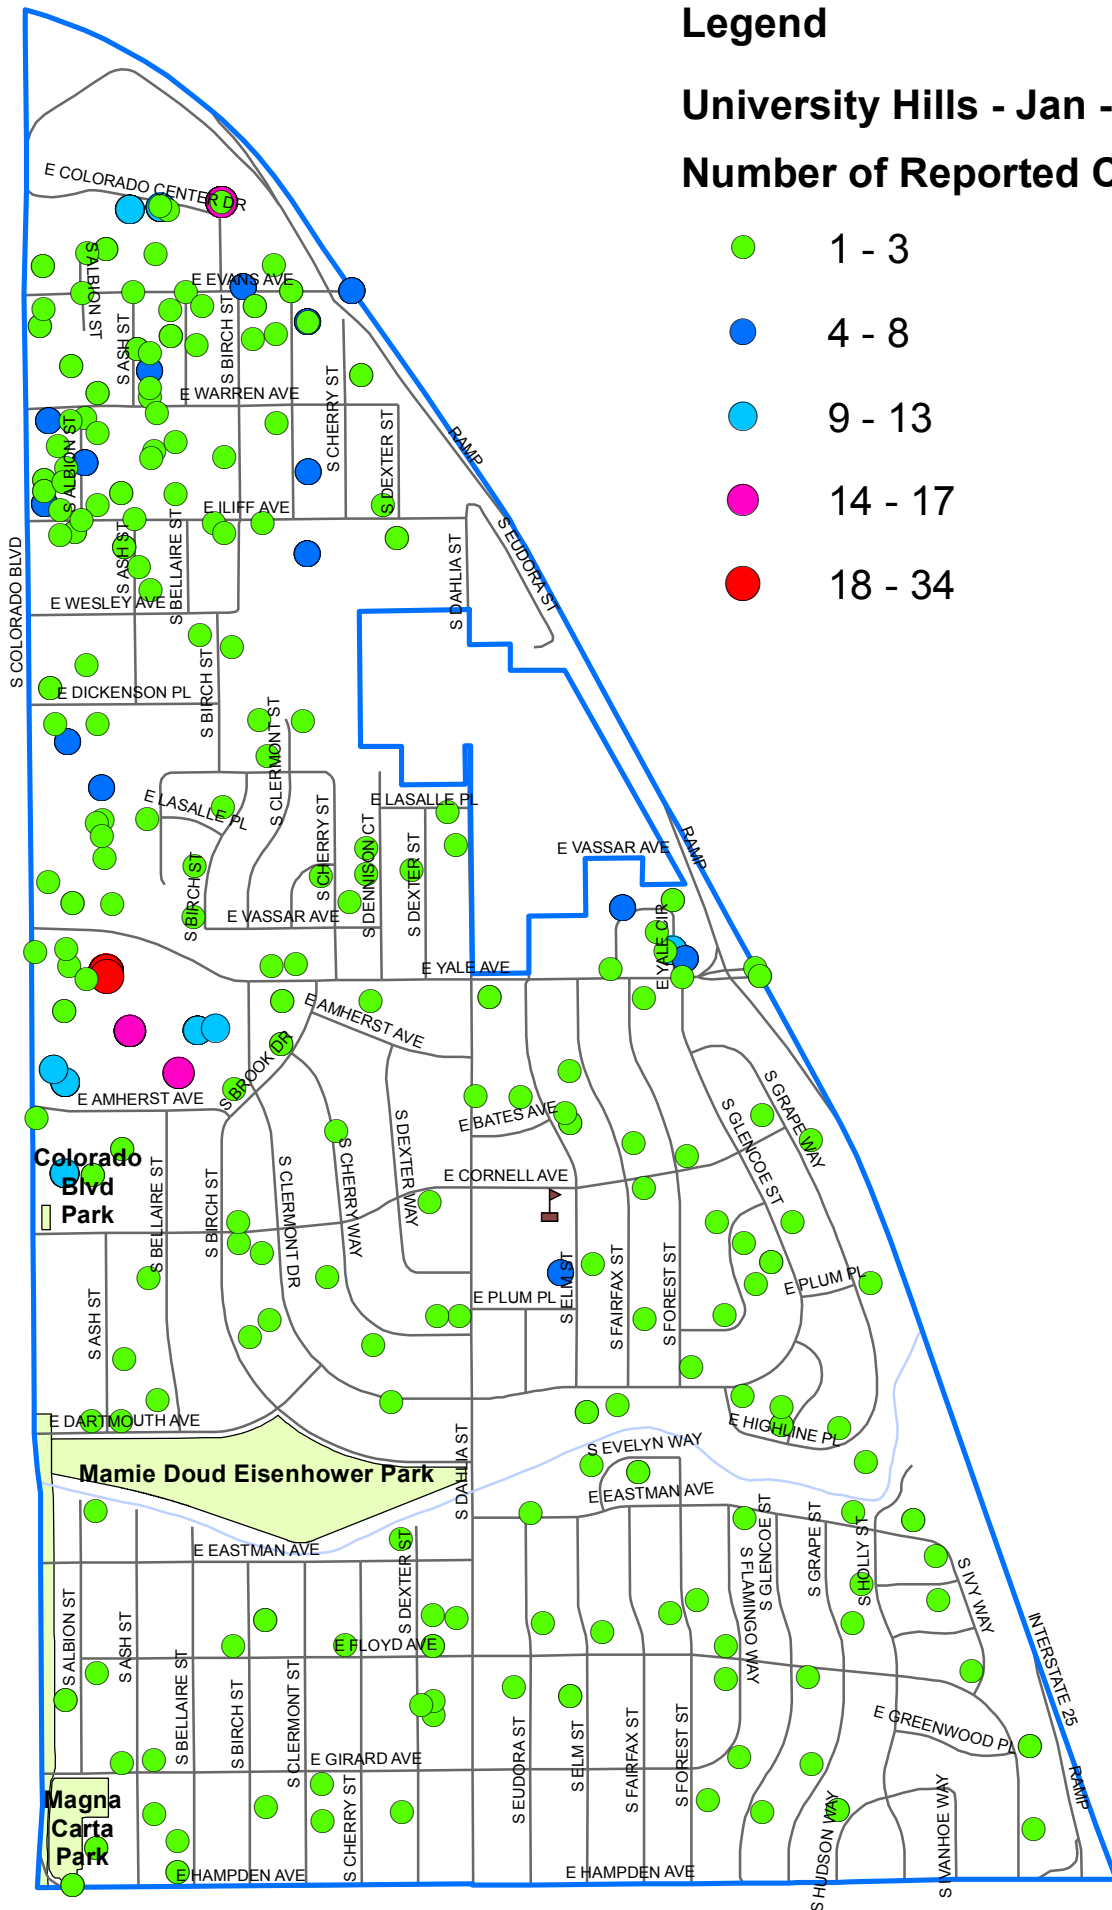 Legend
University Hills - Jan -
Number of Reported C
1 - 3
4 - 8
9 - 13
14 - 17
18 - 34
E COLORADO CENTER DR
S ALBION ST
E EVANS AVE
S ASH ST
S BIRCH ST
E WARREN AVE
S CHERRY ST
S DEXTER ST
RAMP
S ALBION ST
E ILIFF AVE
S ASH ST
S BELLAIRE ST
S DAHLIA ST
S EUDORA ST
S COLORADO BLVD
E WESLEY AVE
S BIRCH ST
E DICKENSON PL
S CLERMONT ST
E LASALLE PL
E LASALLE PL
S CHERRY ST
S DENNISON CT
S DEXTER ST
E VASSAR AVE
RAMP
S BIRCH ST
E VASSAR AVE
E YALE CIR
E YALE AVE
E AMHERST AVE
S BROOK DR
E AMHERST AVE
E BATES AVE
S GLENCOE ST
S GRAPE WAY
Colorado
Blvd
Park
S BELLAIRE ST
S BIRCH ST
S CLERMONT DR
S CHERRY WAY
S DEXTER WAY
E CORNELL AVE
S ELM ST
S FAIRFAX ST
S FOREST ST
E PLUM PL
E PLUM PL
S ASH ST
E DARTMOUTH AVE
E HIGHLINE PL
S DAHLIA ST
Mamie Doud Eisenhower Park
S EVELYN WAY
E EASTMAN AVE
E EASTMAN AVE
S DEXTER ST
S FLAMINGO WAY
S GLENCOE ST
S GRAPE ST
S HOLLY ST
S IVY WAY
S ALBION ST
S ASH ST
S BELLAIRE ST
S BIRCH ST
S CLERMONT ST
E FLOYD AVE
INTERSTATE 25
E GREENWOOD PL
E GIRARD AVE
S CHERRY ST
S EUDORA ST
S ELM ST
S FAIRFAX ST
S FOREST ST
RAMP
Magna
Carta
Park
S HUDSON WAY
S IVANHOE WAY
E HAMPDEN AVE
E HAMPDEN AVE